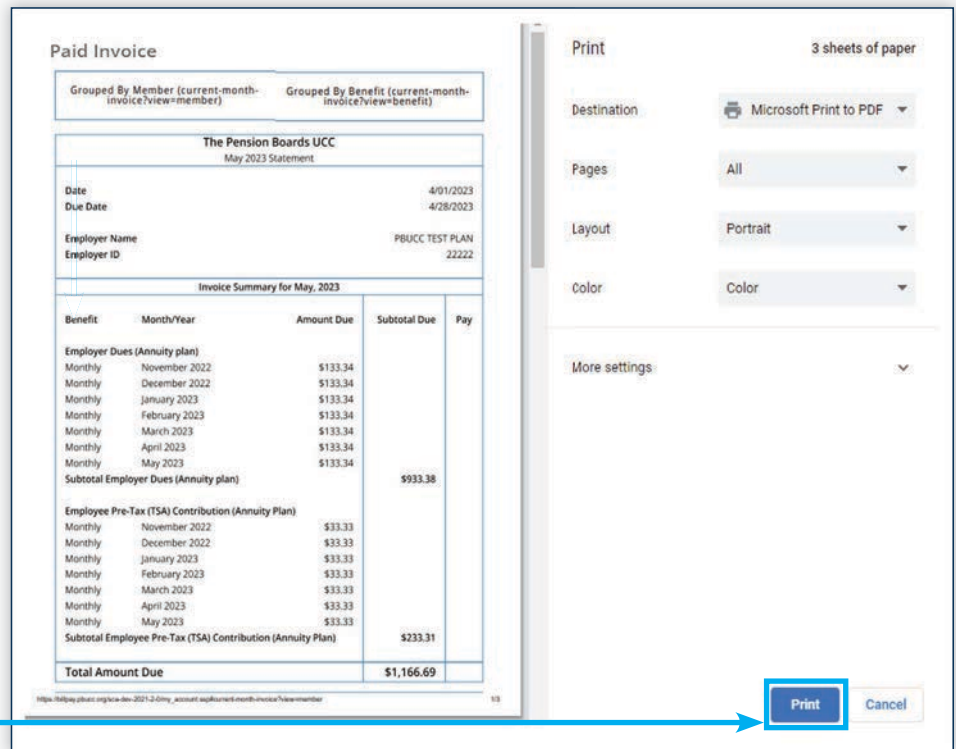 Paid Invoice
Grouped By Member (current-month-
invoice?view=member)
Grouped By Benefit (current-month-
invoice?view=benefit)
The Pension Boards UCC
May 2023 Statement
Date 4/01/2023
Due Date 4/28/2023
Employer Name PBUCC TEST PLAN
Employer ID 22222
Invoice Summary for May, 2023
Benefit Month/Year Amount Due Subtotal Due Pay
Employer Dues (Annuity plan)
Monthly November 2022 $133.34
Monthly December 2022 $133.34
Monthly January 2023 $133.34
Monthly February 2023 $133.34
Monthly March 2023 $133.34
Monthly April 2023 $133.34
Monthly May 2023 $133.34
Subtotal Employer Dues (Annuity plan) $933.38
Employee Pre-Tax (TSA) Contribution (Annuity Plan)
Monthly November 2022 $33.33
Monthly December 2022 $33.33
Monthly January 2023 $33.33
Monthly February 2023 $33.33
Monthly March 2023 $33.33
Monthly April 2023 $33.33
Monthly May 2023 $33.33
Subtotal Employee Pre-Tax (TSA) Contribution (Annuity Plan) $233.31
Total Amount Due $1,166.69
1/3
Print 3 sheets of paper
Destination Microsoft Print to PDF
Pages All
Layout Portrait
Color Color
More settings
Print Cancel